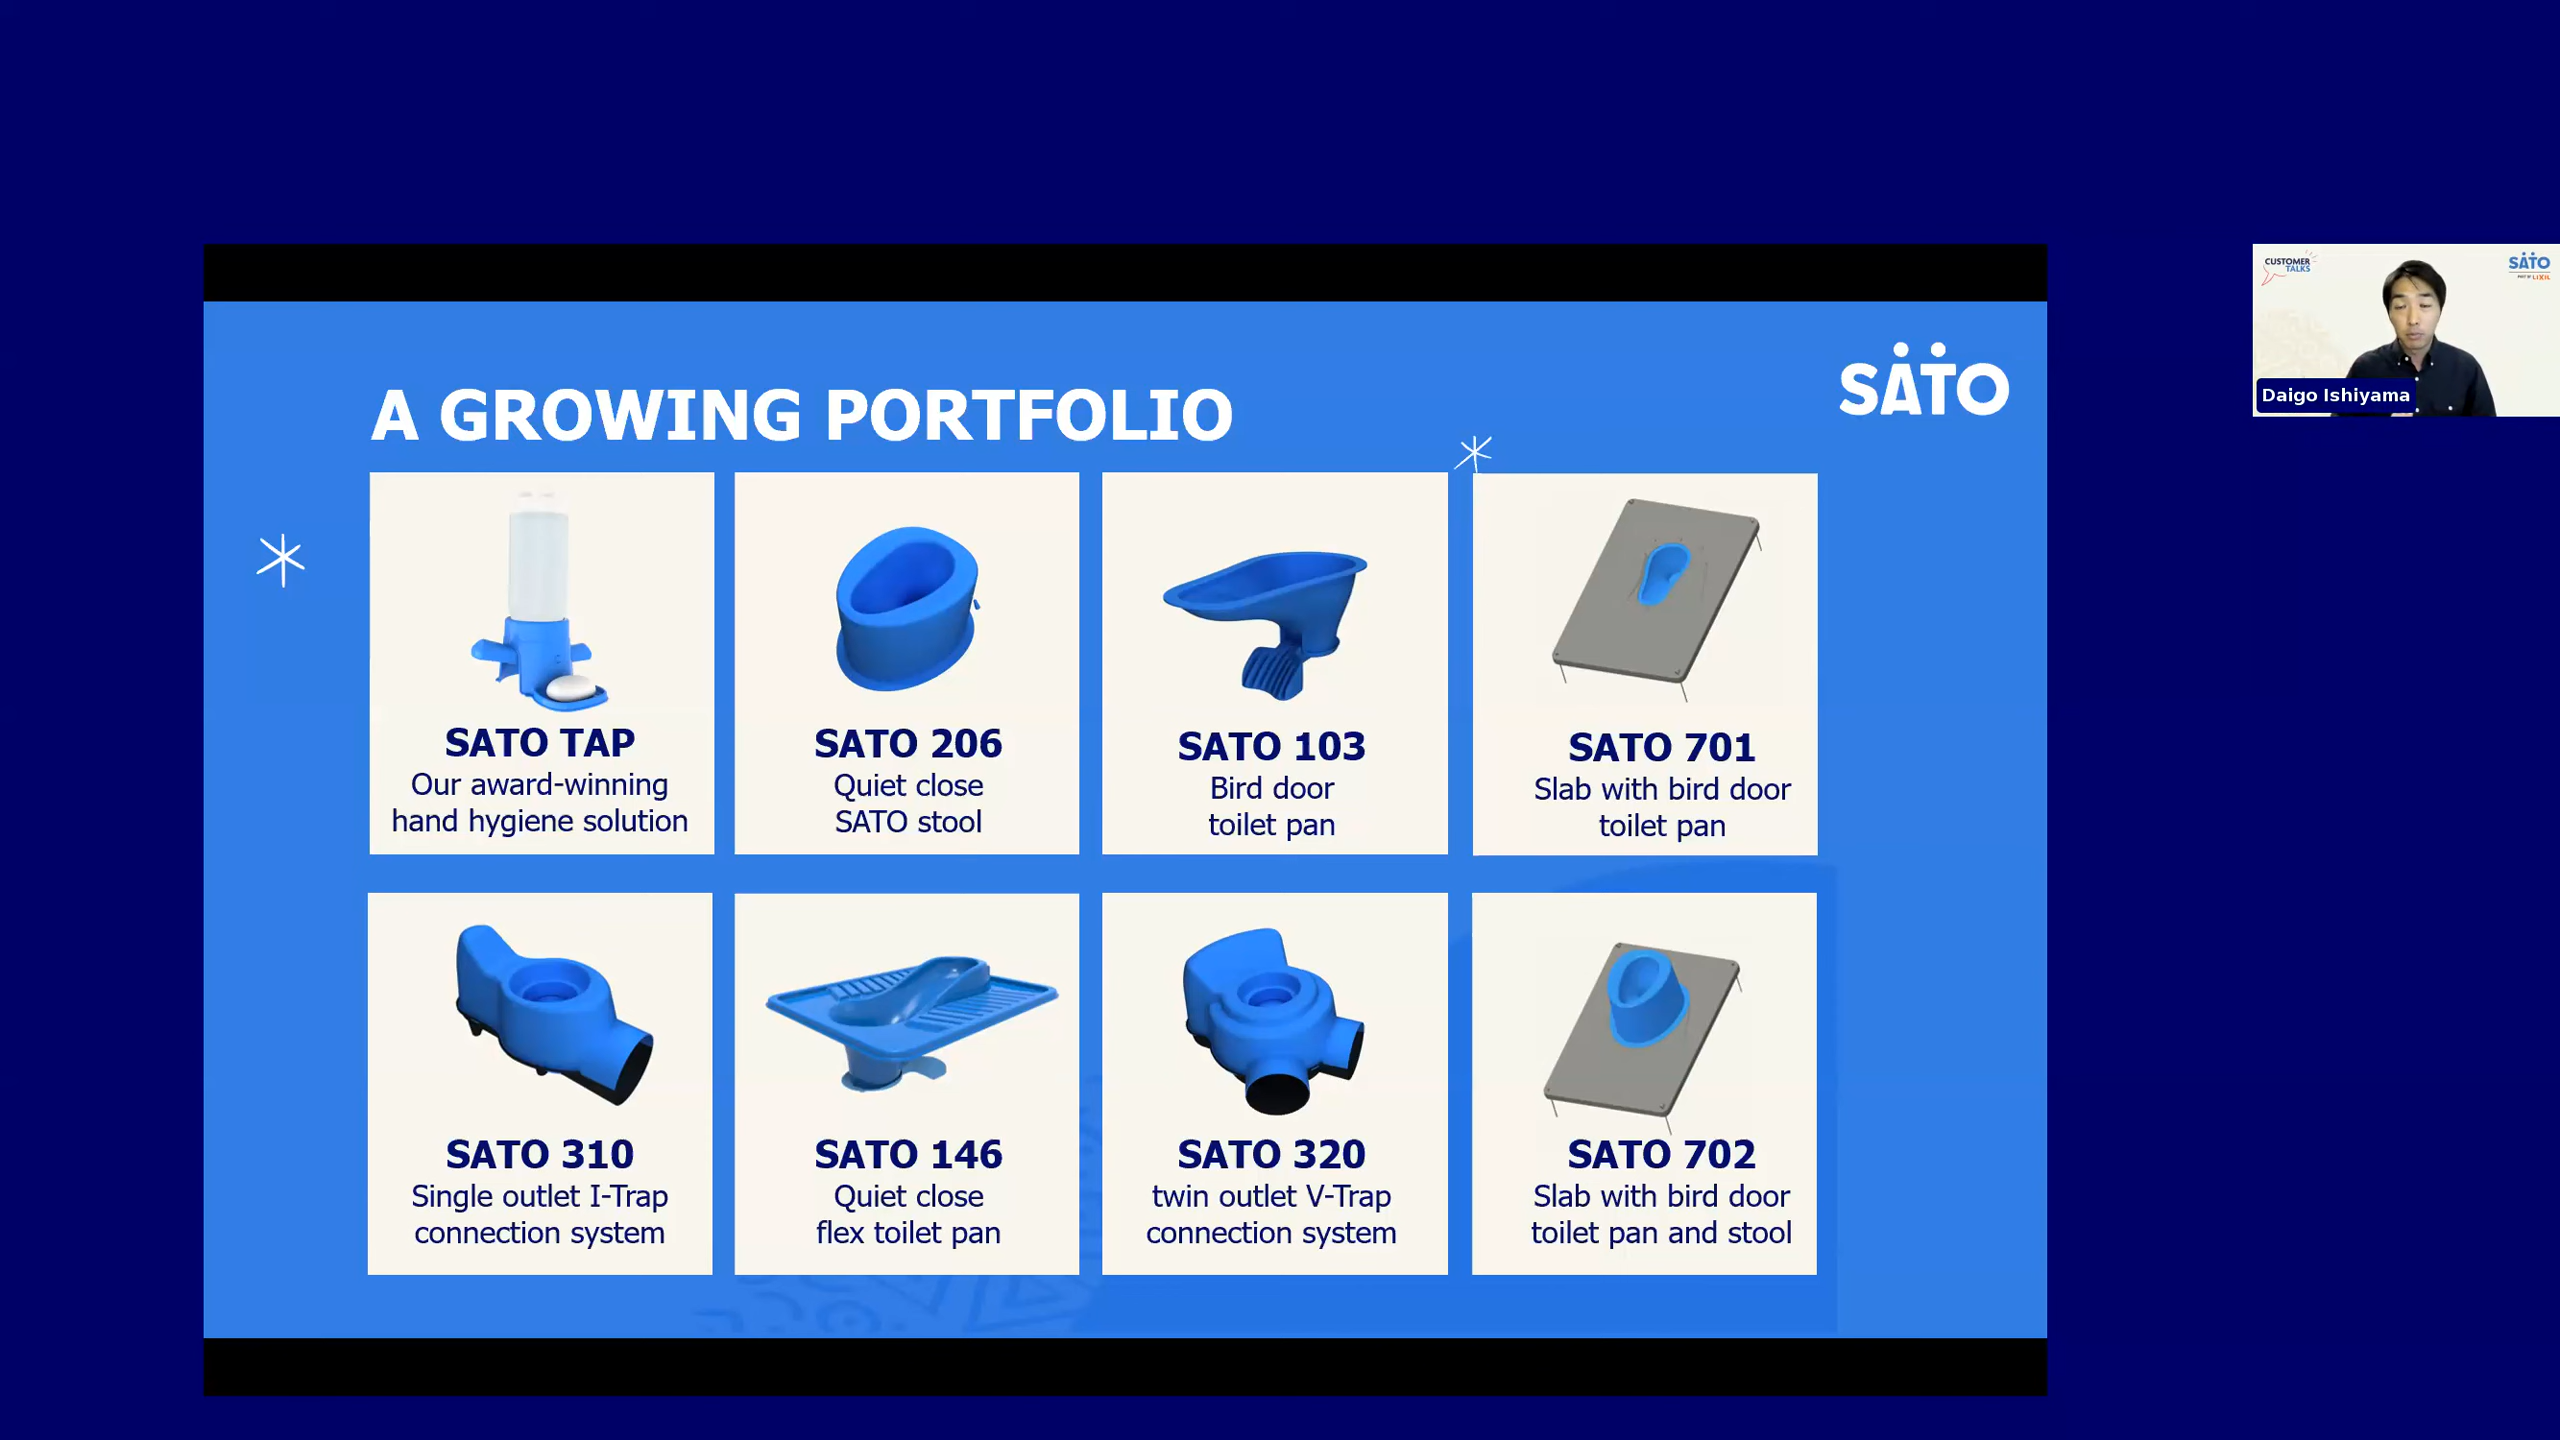 A GROWING PORTFOLIO
SATO
SATO TAP
Our award-winning
hand hygiene solution
SATO 206
Quiet close
SATO stool
SATO 103
Bird door
toilet pan
SATO 701
Slab with bird door
toilet pan
SATO 310
Single outlet I-Trap
connection system
SATO 146
Quiet close
flex toilet pan
SATO 320
twin outlet V-Trap
connection system
SATO 702
Slab with bird door
toilet pan and stool
CUSTOMER
TALKS
SATO
PART OF LIXIL
Daigo Ishiyama